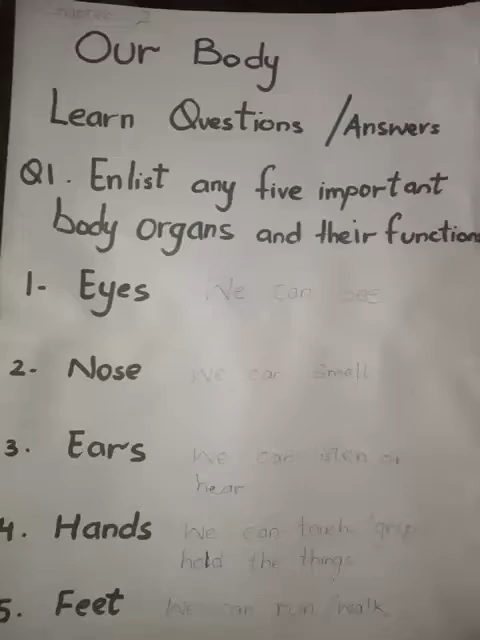 Our Body
Learn Questions / Answers
Q1. Enlist any five important
body organs and their function
1- Eyes We can see
2- Nose We can smell
3. Ears We can listen or
hear
4. Hands We can touch grip
hold the things
5. Feet We can run / walk